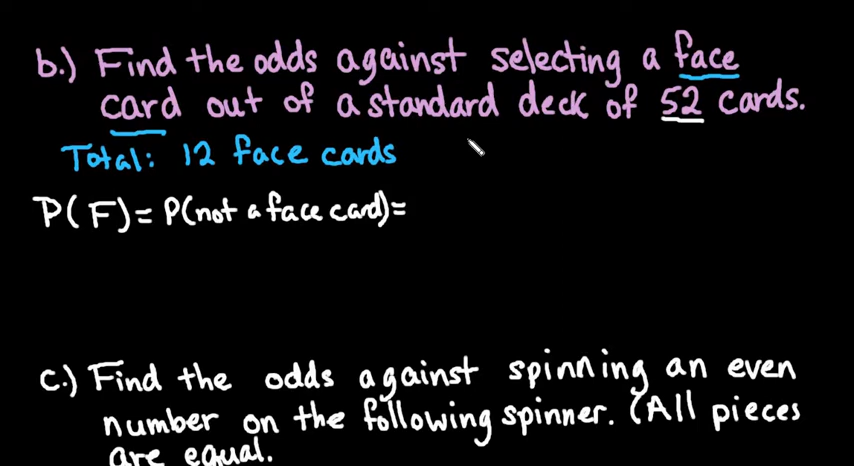 b.) Find the odds against selecting a face
card out of a standard deck of 52 cards.
Total: 12 face cards
P(F)= P(not a face card)=
c.) Find the odds against spinning an even
number on the following spinner. (All pieces
are equal.